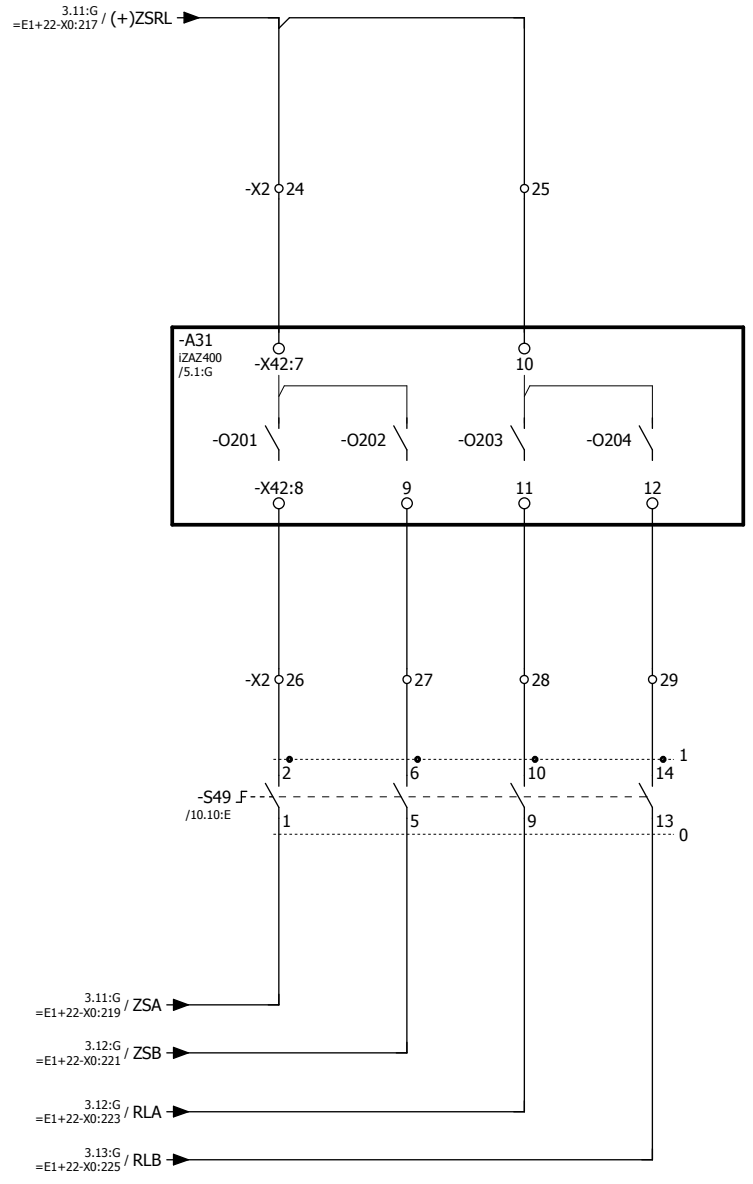 3.11:G
=E1+22-X0:217 / (+)ZSRL
-X2 24 25
-A31
iZAZ400
/5.1:G
-X42:7 10
-O201 -O202 -O203 -O204
-X42:8 9 11 12
-X2 26 27 28 29
1
2 6 10 14
-S49
/10.10:E
1 5 9 13
0
3.11:G
=E1+22-X0:219 / ZSA
3.12:G
=E1+22-X0:221 / ZSB
3.12:G
=E1+22-X0:223 / RLA
3.13:G
=E1+22-X0:225 / RLB